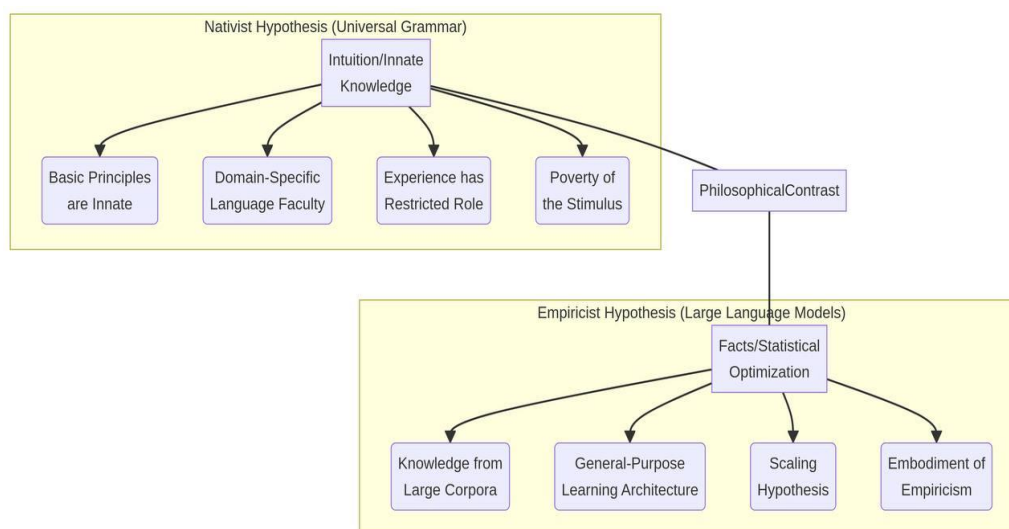 Nativist Hypothesis (Universal Grammar)
Intuition/Innate
Knowledge
Basic Principles
are Innate
Domain-Specific
Language Faculty
Experience has
Restricted Role
Poverty of
the Stimulus
PhilosophicalContrast
Empiricist Hypothesis (Large Language Models)
Facts/Statistical
Optimization
Knowledge from
Large Corpora
General-Purpose
Learning Architecture
Scaling
Hypothesis
Embodiment of
Empiricism